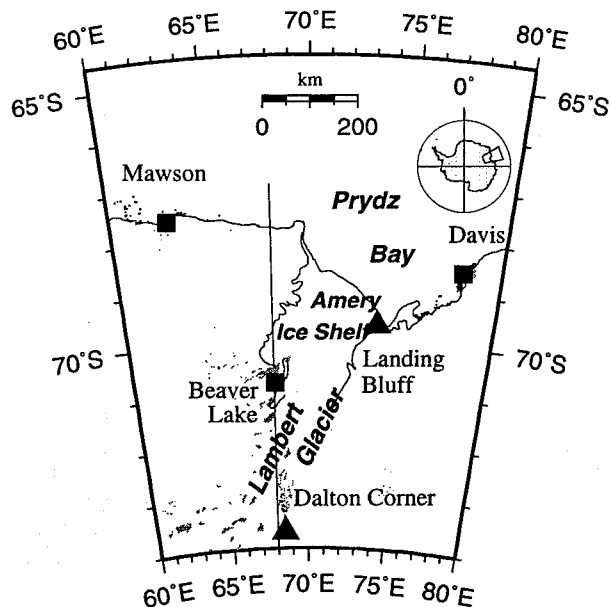 60°E 65°E 70°E 75°E 80°E
km
0 200
0°
65°S 65°S
Mawson
Prydz
Bay
Davis
Amery
Ice Shelf
70°S 70°S
Landing
Bluff
Beaver
Lake
Lambert
Glacier
Dalton Corner
60°E 65°E 70°E 75°E 80°E